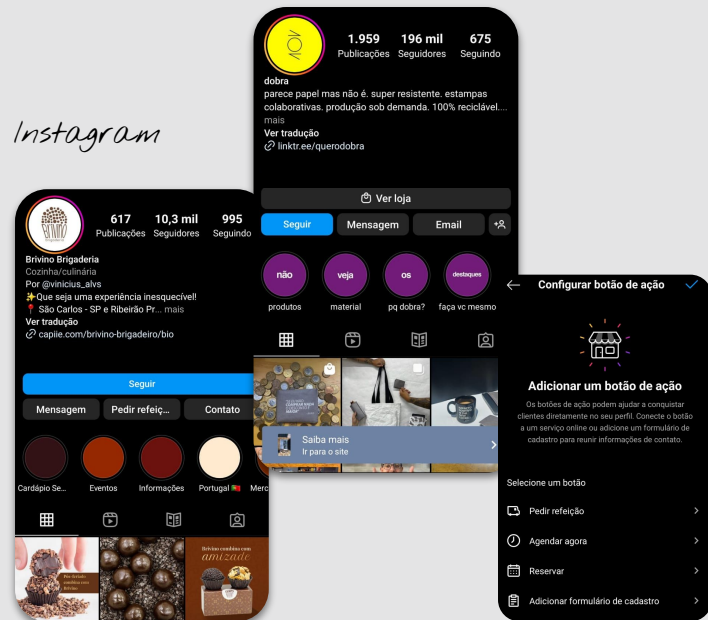 Instagram
617 10,3 mil 995
Publicações Seguidores Seguindo
Brivino Brigaderia
Cozinha/culinária
Por @vinicius_alvs
✨Que seja uma experiência inesquecível!
📍 São Carlos - SP e Ribeirão Pr... mais
Ver tradução
capiie.com/brivino-brigadeiro/bio
Seguir
Mensagem Pedir refeiç... Contato
Cardápio Se... Eventos Informações Portugal 🇵🇹 Merc
Brivino combina com
amizade
1.959 196 mil 675
Publicações Seguidores Seguindo
dobra
parece papel mas não é. super resistente. estampas
colaborativas. produção sob demanda. 100% reciclável....
mais
Ver tradução
linktr.ee/querodobra
Ver loja
Seguir Mensagem Email
não veja os destaques
produtos material pq dobra? faça vc mesmo
Saiba mais
Ir para o site
Configurar botão de ação
Adicionar um botão de ação
Os botões de ação podem ajudar a conquistar
clientes diretamente no seu perfil. Conecte o botão
a um serviço online ou adicione um formulário de
cadastro para reunir informações de contato.
Selecione um botão
Pedir refeição
Agendar agora
Reservar
Adicionar formulário de cadastro